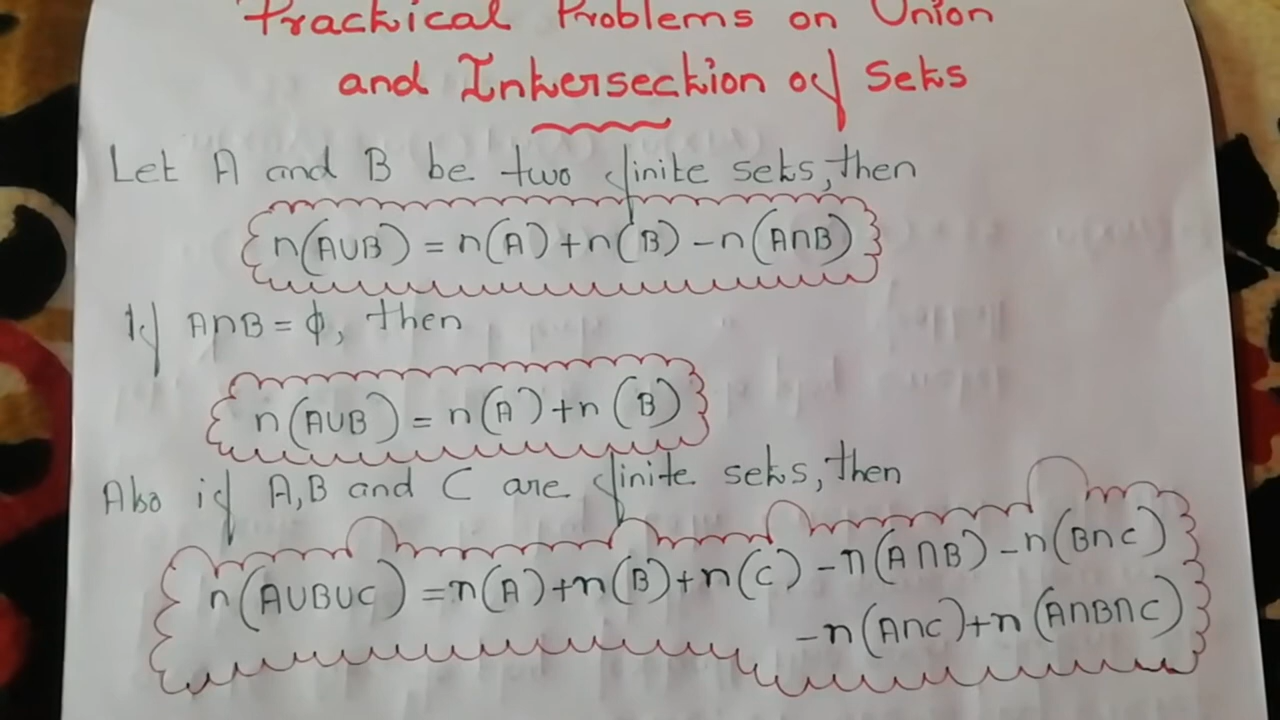 Practical Problems on Union
and Intersection of Sets
Let A and B be two finite sets, then
n(A∪B) = n(A)+n(B)-n(A∩B)
If A∩B = ϕ, then
n(A∪B) = n(A)+n(B)
Also if A,B and C are finite sets, then
n(A∪B∪C) = n(A)+n(B)+n(C)-n(A∩B)-n(B∩C)
-n(A∩C)+n(A∩B∩C)